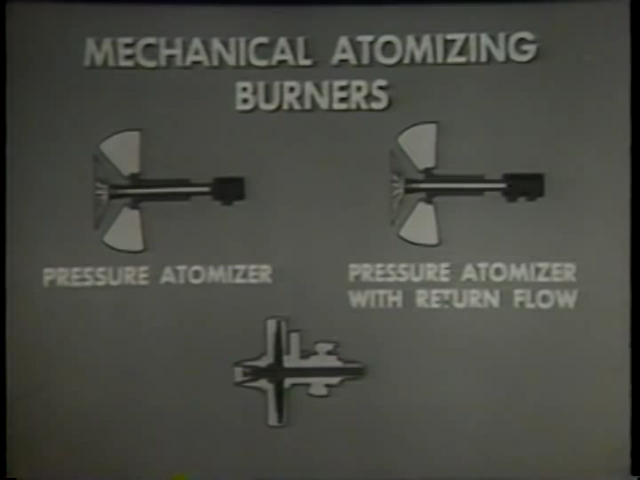 MECHANICAL ATOMIZING
BURNERS
PRESSURE ATOMIZER
PRESSURE ATOMIZER
WITH RETURN FLOW